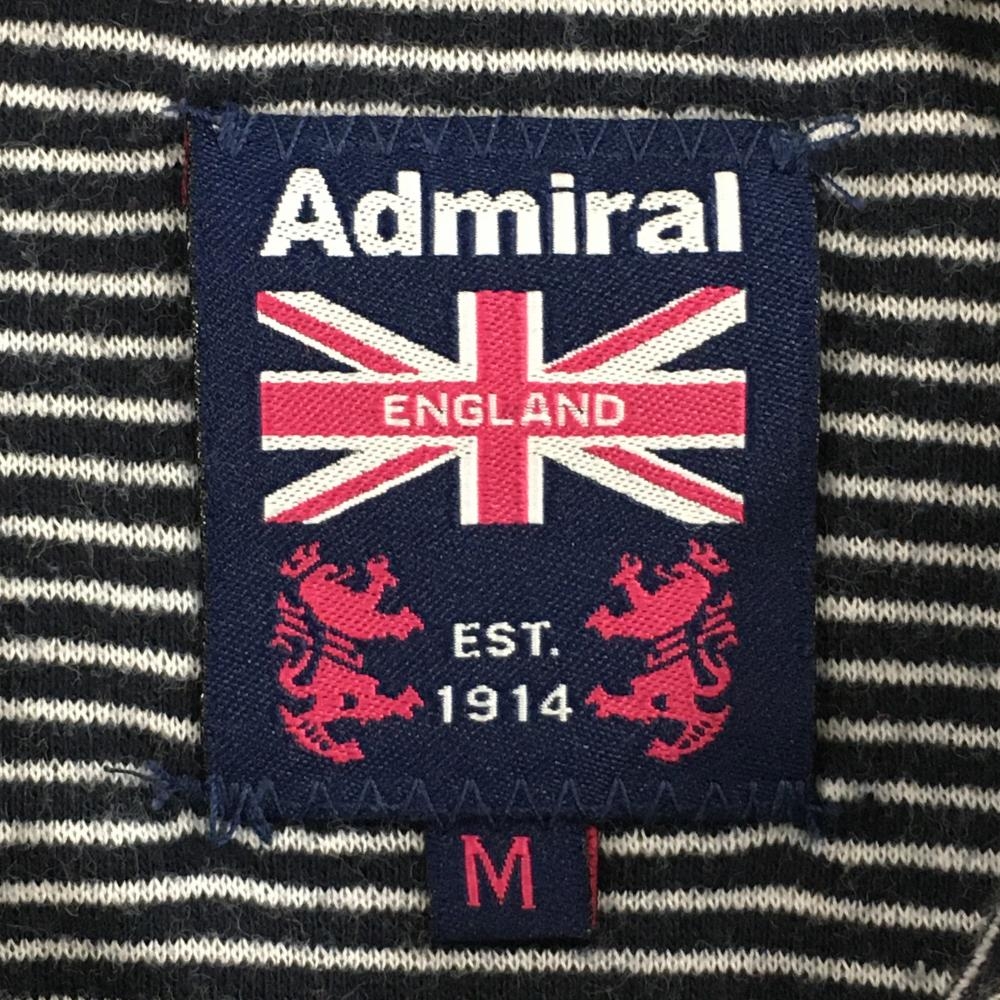 Admiral
ENGLAND
EST.
1914
M